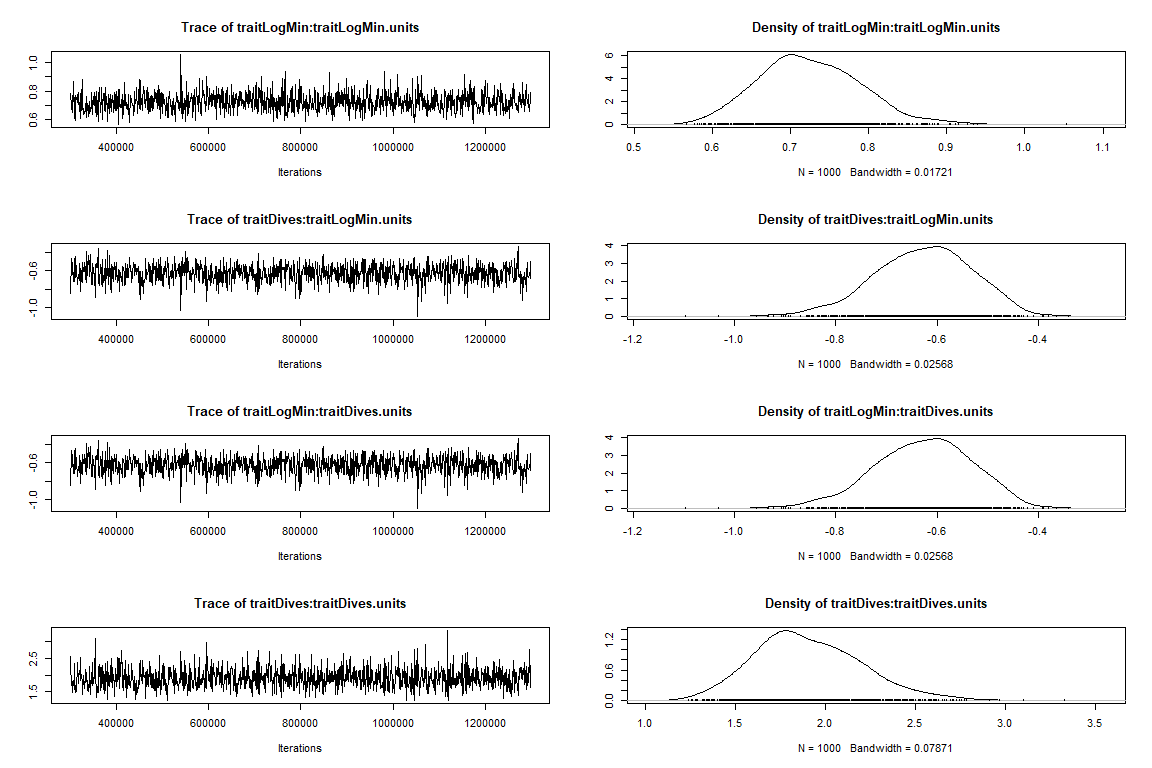 Trace of traitLogMin:traitLogMin.units
Density of traitLogMin:traitLogMin.units
0.6 0.8 1.0
400000 600000 800000 1000000 1200000
Iterations
0 2 4 6
0.5 0.6 0.7 0.8 0.9 1.0 1.1
N = 1000 Bandwidth = 0.01721
Trace of traitDives:traitLogMin.units
Density of traitDives:traitLogMin.units
-1.0 -0.6
400000 600000 800000 1000000 1200000
Iterations
0 1 2 3 4
-1.2 -1.0 -0.8 -0.6 -0.4
N = 1000 Bandwidth = 0.02568
Trace of traitLogMin:traitDives.units
Density of traitLogMin:traitDives.units
-1.0 -0.6
400000 600000 800000 1000000 1200000
Iterations
0 1 2 3 4
-1.2 -1.0 -0.8 -0.6 -0.4
N = 1000 Bandwidth = 0.02568
Trace of traitDives:traitDives.units
Density of traitDives:traitDives.units
1.5 2.5
400000 600000 800000 1000000 1200000
Iterations
0.0 0.6 1.2
1.0 1.5 2.0 2.5 3.0 3.5
N = 1000 Bandwidth = 0.07871